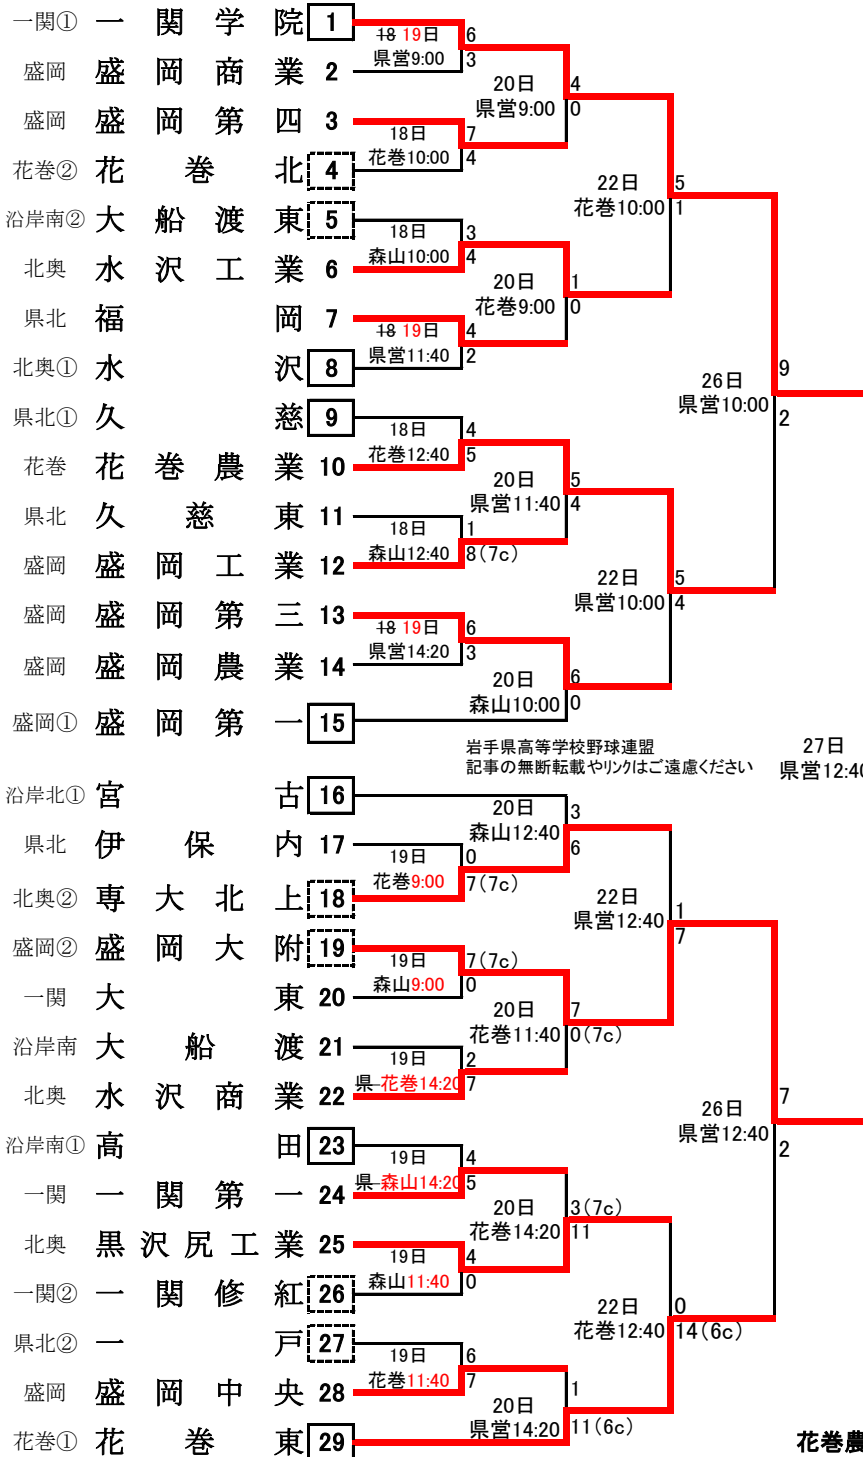 一関① 一関学院 1
18 19日 6
県営9:00 3
盛岡 盛岡商業 2
20日 4
県営9:00 0
盛岡 盛岡第四 3
18日 7
花巻10:00 4
花巻② 花巻北 4
22日 5
花巻10:00 1
沿岸南② 大船渡東 5
18日 3
森山10:00 4
北奥 水沢工業 6
20日 1
花巻9:00 0
県北 福岡 7
18 19日 4
県営11:40 2
北奥① 水沢 8
26日 9
県営10:00 2
県北① 久慈 9
18日 4
花巻12:40 5
花巻 花巻農業 10
20日 5
県営11:40 4
県北 久慈東 11
18日 1
森山12:40 8(7c)
盛岡 盛岡工業 12
22日 5
県営10:00 4
盛岡 盛岡第三 13
18 19日 6
県営14:20 3
盛岡 盛岡農業 14
20日 6
森山10:00 0
盛岡① 盛岡第一 15
岩手県高等学校野球連盟
記事の無断転載やリンクはご遠慮ください
27日
県営12:40
沿岸北① 宮古 16
20日 3
森山12:40 6
県北 伊保内 17
19日 0
花巻9:00 7(7c)
北奥② 専大北上 18
22日 1
県営12:40 7
盛岡② 盛岡大附 19
19日 7(7c)
森山9:00 0
一関 大東 20
20日 7
花巻11:40 0(7c)
沿岸南 大船渡 21
19日 2
県 花巻14:20 7
北奥 水沢商業 22
26日 7
県営12:40 2
沿岸南① 高田 23
19日 4
県 森山14:20 5
一関 一関第一 24
20日 3(7c)
花巻14:20 11
北奥 黒沢尻工業 25
19日 4
森山11:40 0
一関② 一関修紅 26
22日 0
花巻12:40 14(6c)
県北② 一戸 27
19日 6
花巻11:40 7
盛岡 盛岡中央 28
20日 1
県営14:20 11(6c)
花巻① 花巻東 29
花巻農